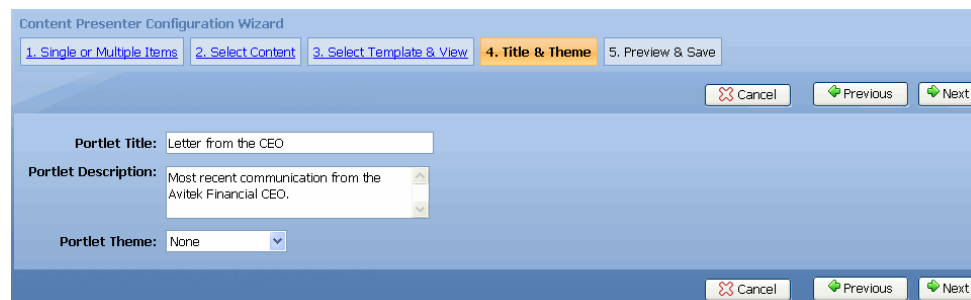 Content Presenter Configuration Wizard
1. Single or Multiple Items 2. Select Content 3. Select Template & View 4. Title & Theme 5. Preview & Save
Cancel Previous Next
Portlet Title: Letter from the CEO
Portlet Description: Most recent communication from the
Avitek Financial CEO.
Portlet Theme: None
Cancel Previous Next